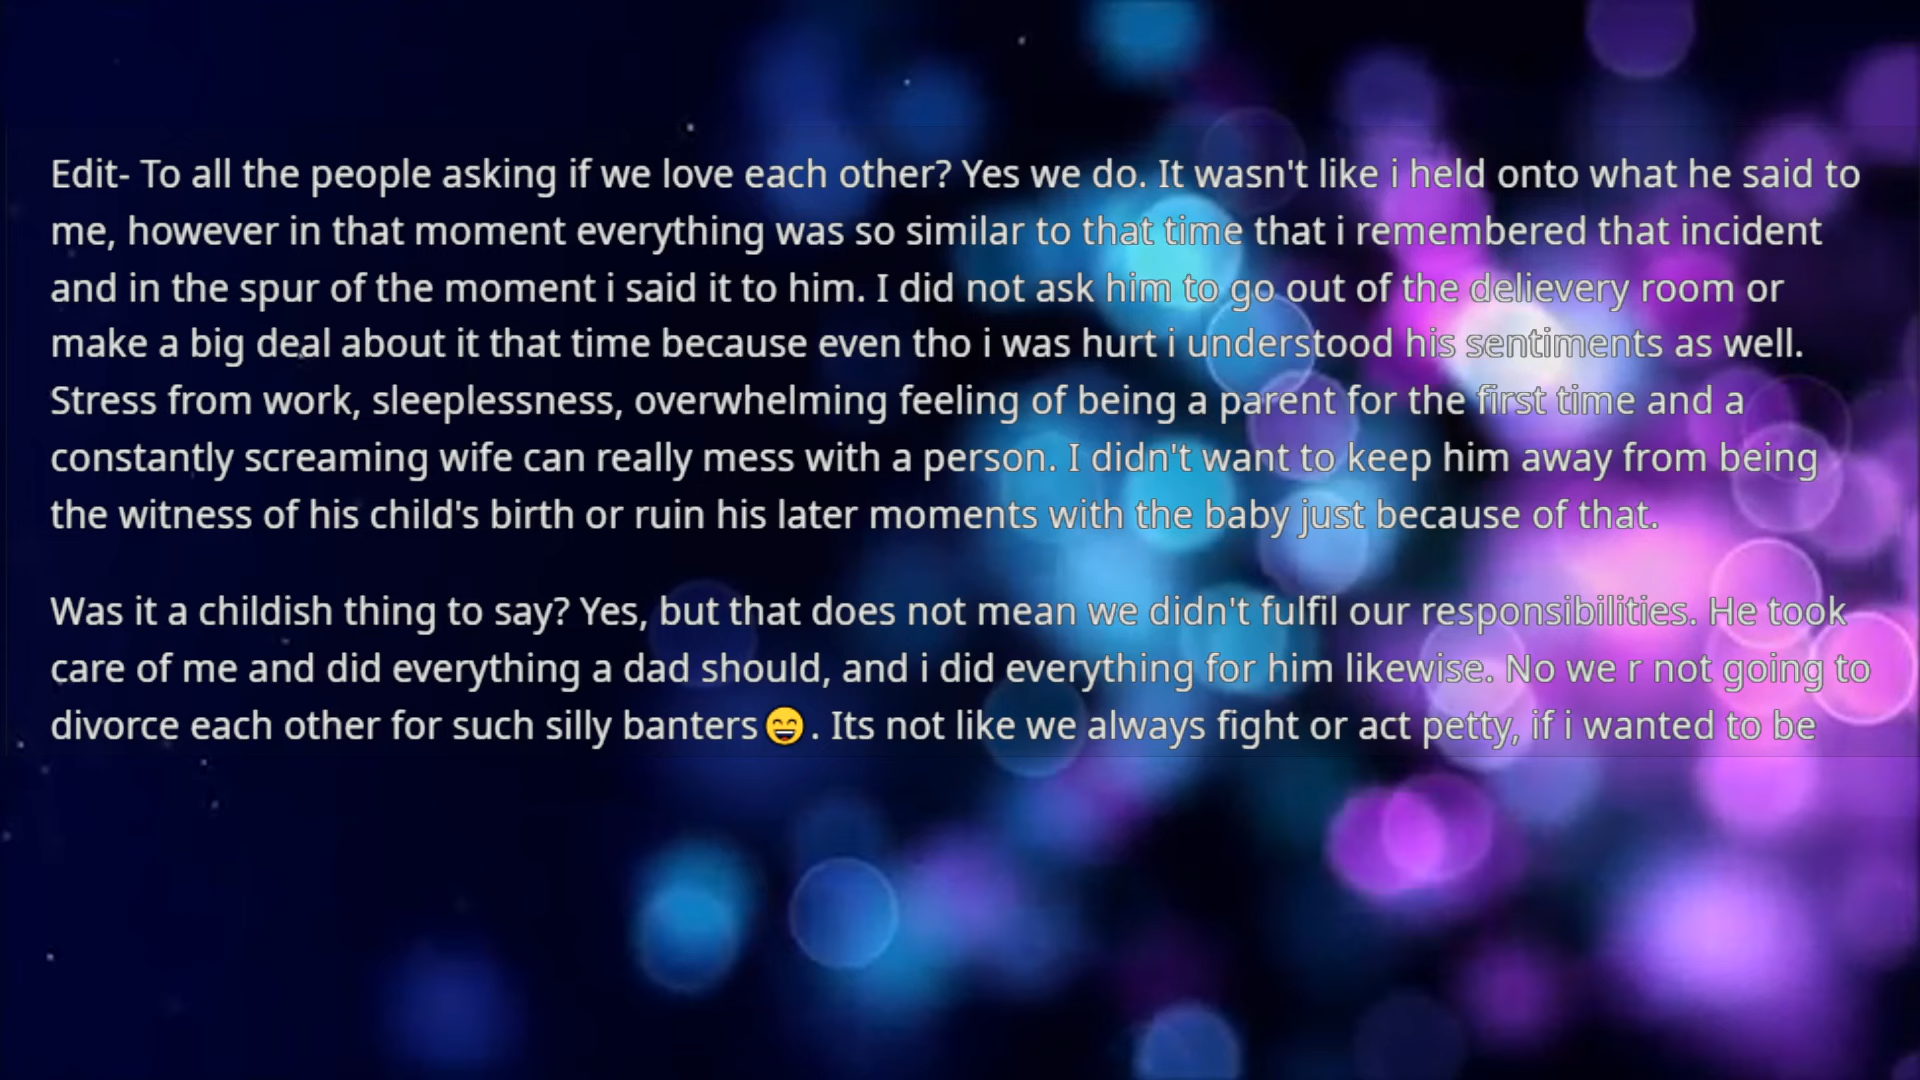 Edit- To all the people asking if we love each other? Yes we do. It wasn't like i held onto what he said to
me, however in that moment everything was so similar to that time that i remembered that incident
and in the spur of the moment i said it to him. I did not ask him to go out of the delievery room or
make a big deal about it that time because even tho i was hurt i understood his sentiments as well.
Stress from work, sleeplessness, overwhelming feeling of being a parent for the first time and a
constantly screaming wife can really mess with a person. I didn't want to keep him away from being
the witness of his child's birth or ruin his later moments with the baby just because of that.
Was it a childish thing to say? Yes, but that does not mean we didn't fulfil our responsibilities. He took
care of me and did everything a dad should, and i did everything for him likewise. No we r not going to
divorce each other for such silly banters😄. Its not like we always fight or act petty, if i wanted to be